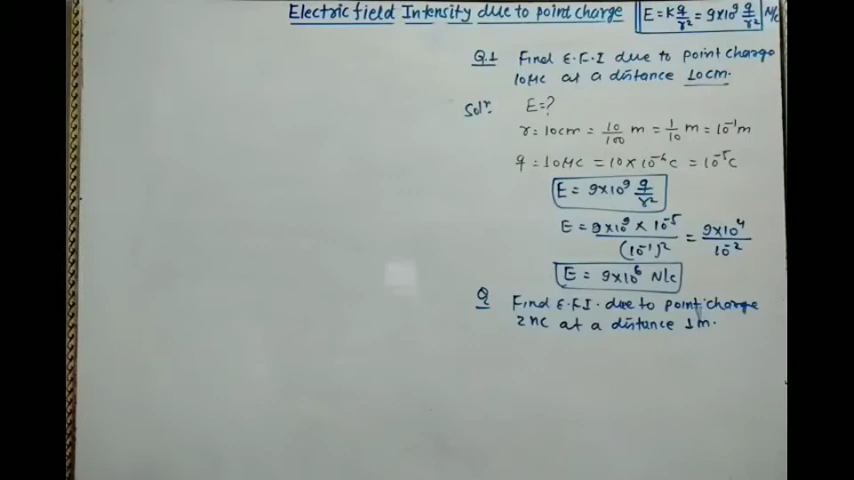 Electric field Intensity due to point charge
E = K q/r² = 9×10⁹ q/r² N/C
Q.1 Find E.F.I due to point charge
10μc at a distance 10cm.
Solⁿ. E=?
r = 10cm = 10/100 m = 1/10 m = 10⁻¹m
q = 10μc = 10×10⁻⁶c = 10⁻⁵c
E = 9×10⁹ q/r²
E = 9×10⁹ × 10⁻⁵/(10⁻¹)² = 9×10⁴/10⁻²
E = 9×10⁶ N/c
Q Find E.F.I. due to point charge
2nc at a distance 1m.